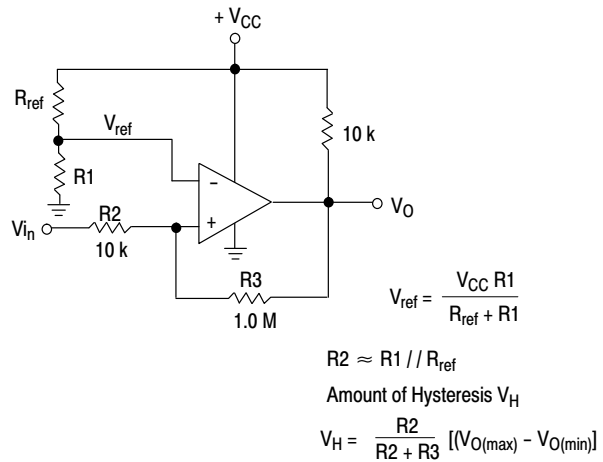 + VCC
Rref
Vref
10 k
R1
−
+
VO
Vin
R2
10 k
R3
1.0 M
Vref = VCC R1 / Rref + R1
R2 ≈ R1 // Rref
Amount of Hysteresis VH
VH = R2 / R2 + R3 [(VO(max) − VO(min)]